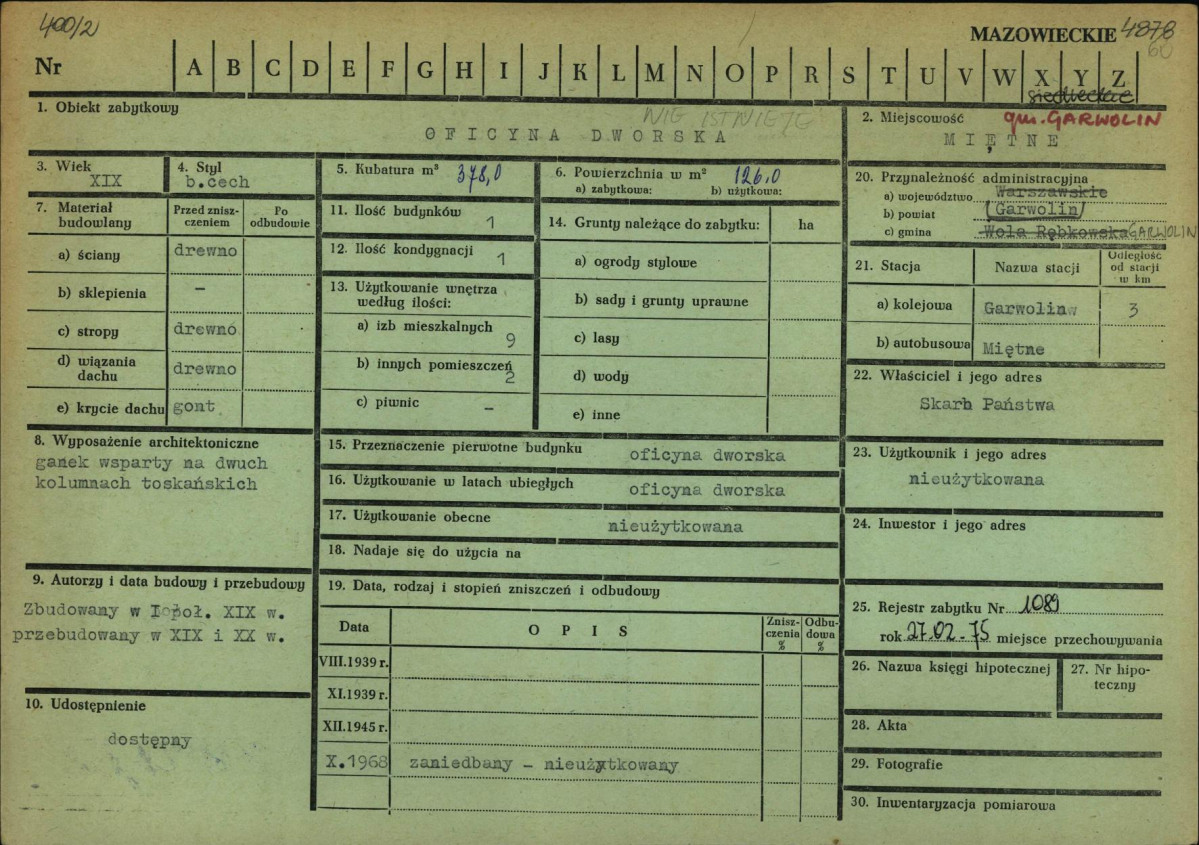 400/2
MAZOWIECKIE 4878
60
Nr A B C D E F G H I J K L M N O P R S T U V W X Y Z
siedleckie
1. Obiekt zabytkowy
NIE ISTNIEJE
OFICYNA DWORSKA
2. Miejscowość gm. GARWOLIN
MIĘTNE
3. Wiek
XIX
4. Styl
b.cech
5. Kubatura m³ 378,0
6. Powierzchnia w m² 126,0
a) zabytkowa: b) użytkowa:
20. Przynależność administracyjna
a) województwo Warszawskie
b) powiat Garwolin
c) gmina Wola Rębkowska GARWOLIN
7. Materiał budowlany
Przed zniszczeniem
Po odbudowie
a) ściany drewno
b) sklepienia –
c) stropy drewno
d) wiązania dachu drewno
e) krycie dachu gont
11. Ilość budynków
1
12. Ilość kondygnacji
1
13. Użytkowanie wnętrza
według ilości:
a) izb mieszkalnych
9
b) innych pomieszczeń
2
c) piwnic –
14. Grunty należące do zabytku: ha
a) ogrody stylowe
b) sady i grunty uprawne
c) lasy
d) wody
e) inne
21. Stacja Nazwa stacji Odległość od stacji w km
a) kolejowa Garwolin 3
b) autobusowa Miętne
22. Właściciel i jego adres
Skarb Państwa
8. Wyposażenie architektoniczne
ganek wsparty na dwuch
kolumnach toskańskich
15. Przeznaczenie pierwotne budynku oficyna dworska
16. Użytkowanie w latach ubiegłych oficyna dworska
17. Użytkowanie obecne nieużytkowana
18. Nadaje się do użycia na
23. Użytkownik i jego adres
nieużytkowana
24. Inwestor i jego adres
9. Autorzy i data budowy i przebudowy
Zbudowany w I poł. XIX w.
przebudowany w XIX i XX w.
19. Data, rodzaj i stopień zniszczeń i odbudowy
Data OPIS Zniszczenia % Odbudowa %
VIII.1939 r.
XI.1939 r.
XII.1945 r.
X.1968 zaniedbany – nieużytkowany
25. Rejestr zabytku Nr 1089
rok 27.02-75 miejsce przechowywania
26. Nazwa księgi hipotecznej
27. Nr hipoteczny
10. Udostępnienie
dostępny
28. Akta
29. Fotografie
30. Inwentaryzacja pomiarowa